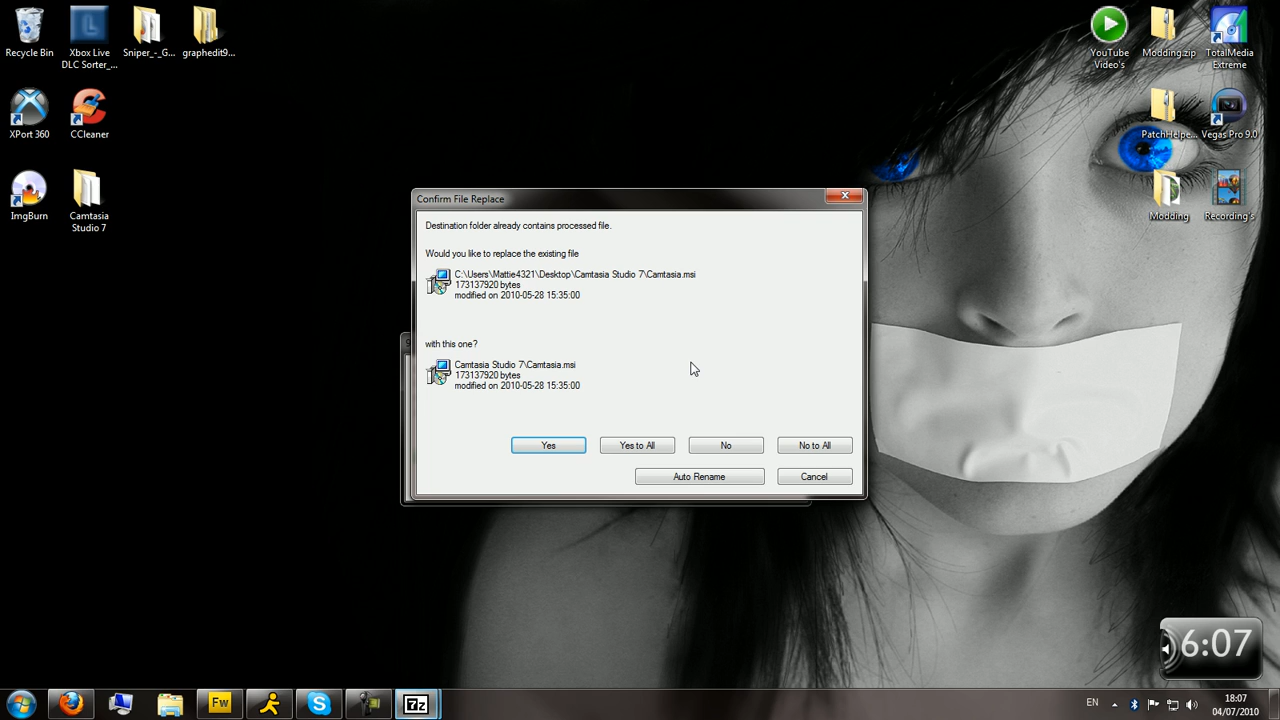 Recycle Bin
Xbox Live
DLC Sorter_...
Sniper_-_G...
graphedit9...
YouTube
Video's
Modding.zip
TotalMedia
Extreme
XPort 360
CCleaner
PatchHelpe...
Vegas Pro 9.0
ImgBurn
Camtasia
Studio 7
Modding
Recording's
Confirm File Replace
Destination folder already contains processed file.
Would you like to replace the existing file
C:\Users\Mattie4321\Desktop\Camtasia Studio 7\Camtasia.msi
173137920 bytes
modified on 2010-05-28 15:35:00
with this one?
Camtasia Studio 7\Camtasia.msi
173137920 bytes
modified on 2010-05-28 15:35:00
Yes
Yes to All
No
No to All
Auto Rename
Cancel
6:07
Fw
S
7z
EN
18:07
04/07/2010